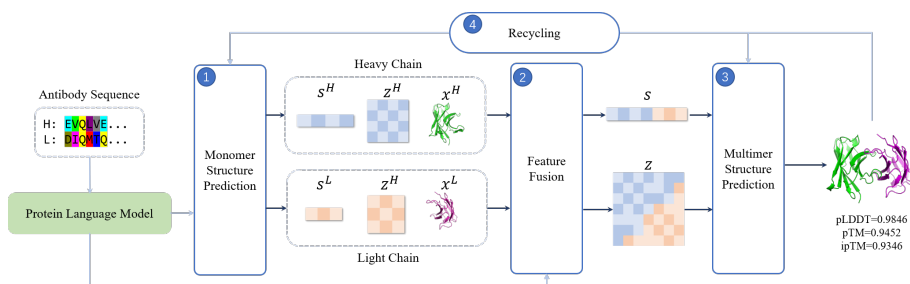 4
Recycling
1
2
3
Heavy Chain
s^H z^H x^H
s
Antibody Sequence
H: EVQLVE...
L: DIQMIQ...
Monomer
Structure
Prediction
Feature
Fusion
Multimer
Structure
Prediction
s^L z^H x^L
z
Protein Language Model
Light Chain
pLDDT=0.9846
pTM=0.9452
ipTM=0.9346